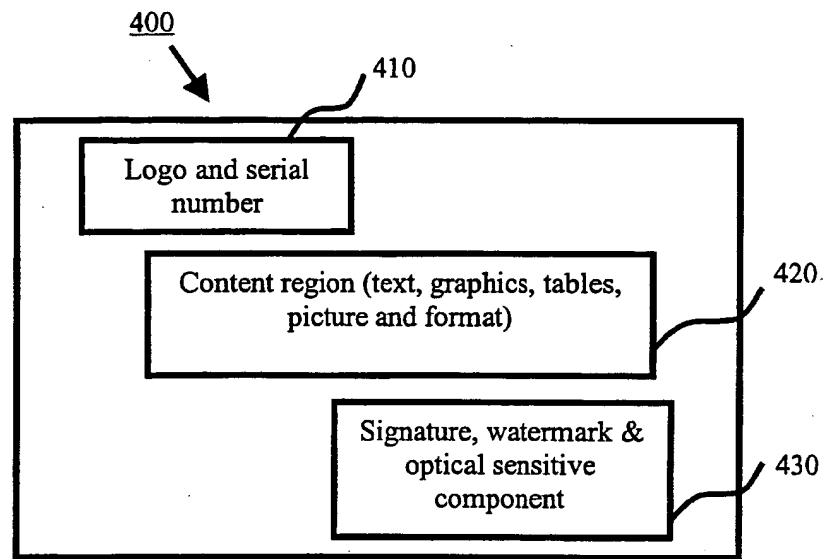 400
410
Logo and serial
number
Content region (text, graphics, tables,
picture and format)
420
Signature, watermark &
optical sensitive
component
430